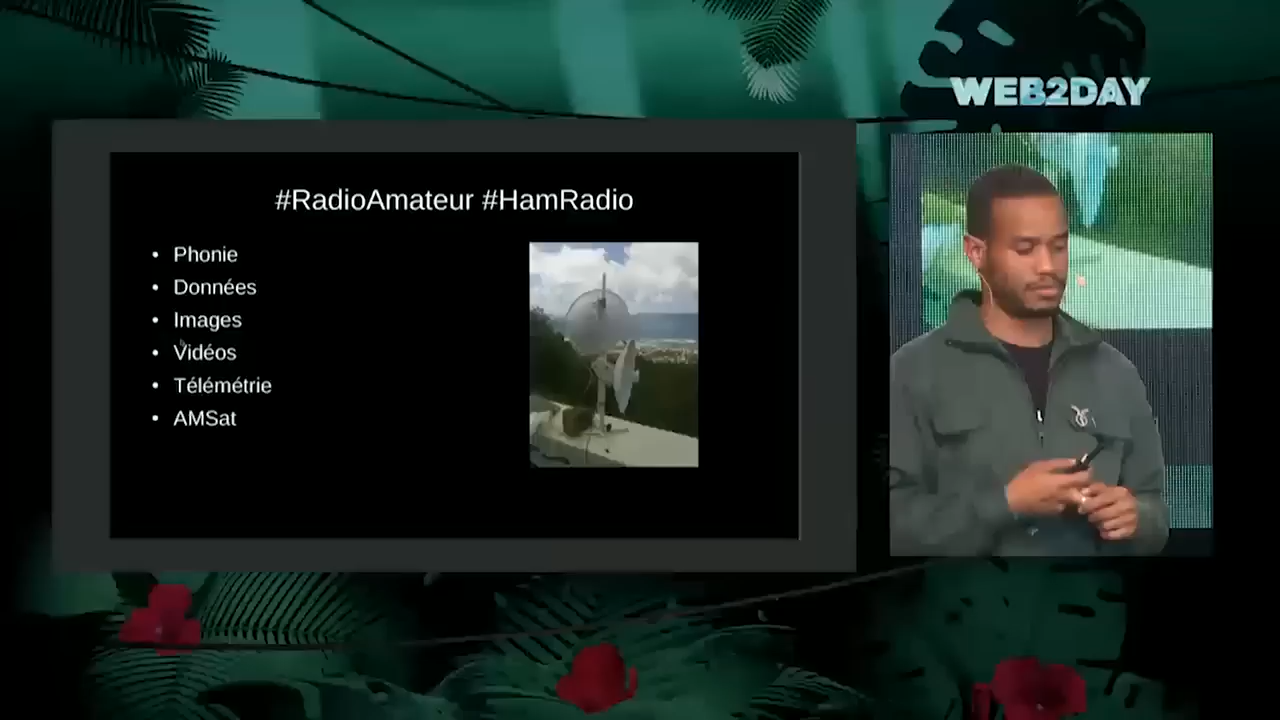 WEB2DAY
#RadioAmateur #HamRadio
• Phonie
• Données
• Images
• Vidéos
• Télémétrie
• AMSat